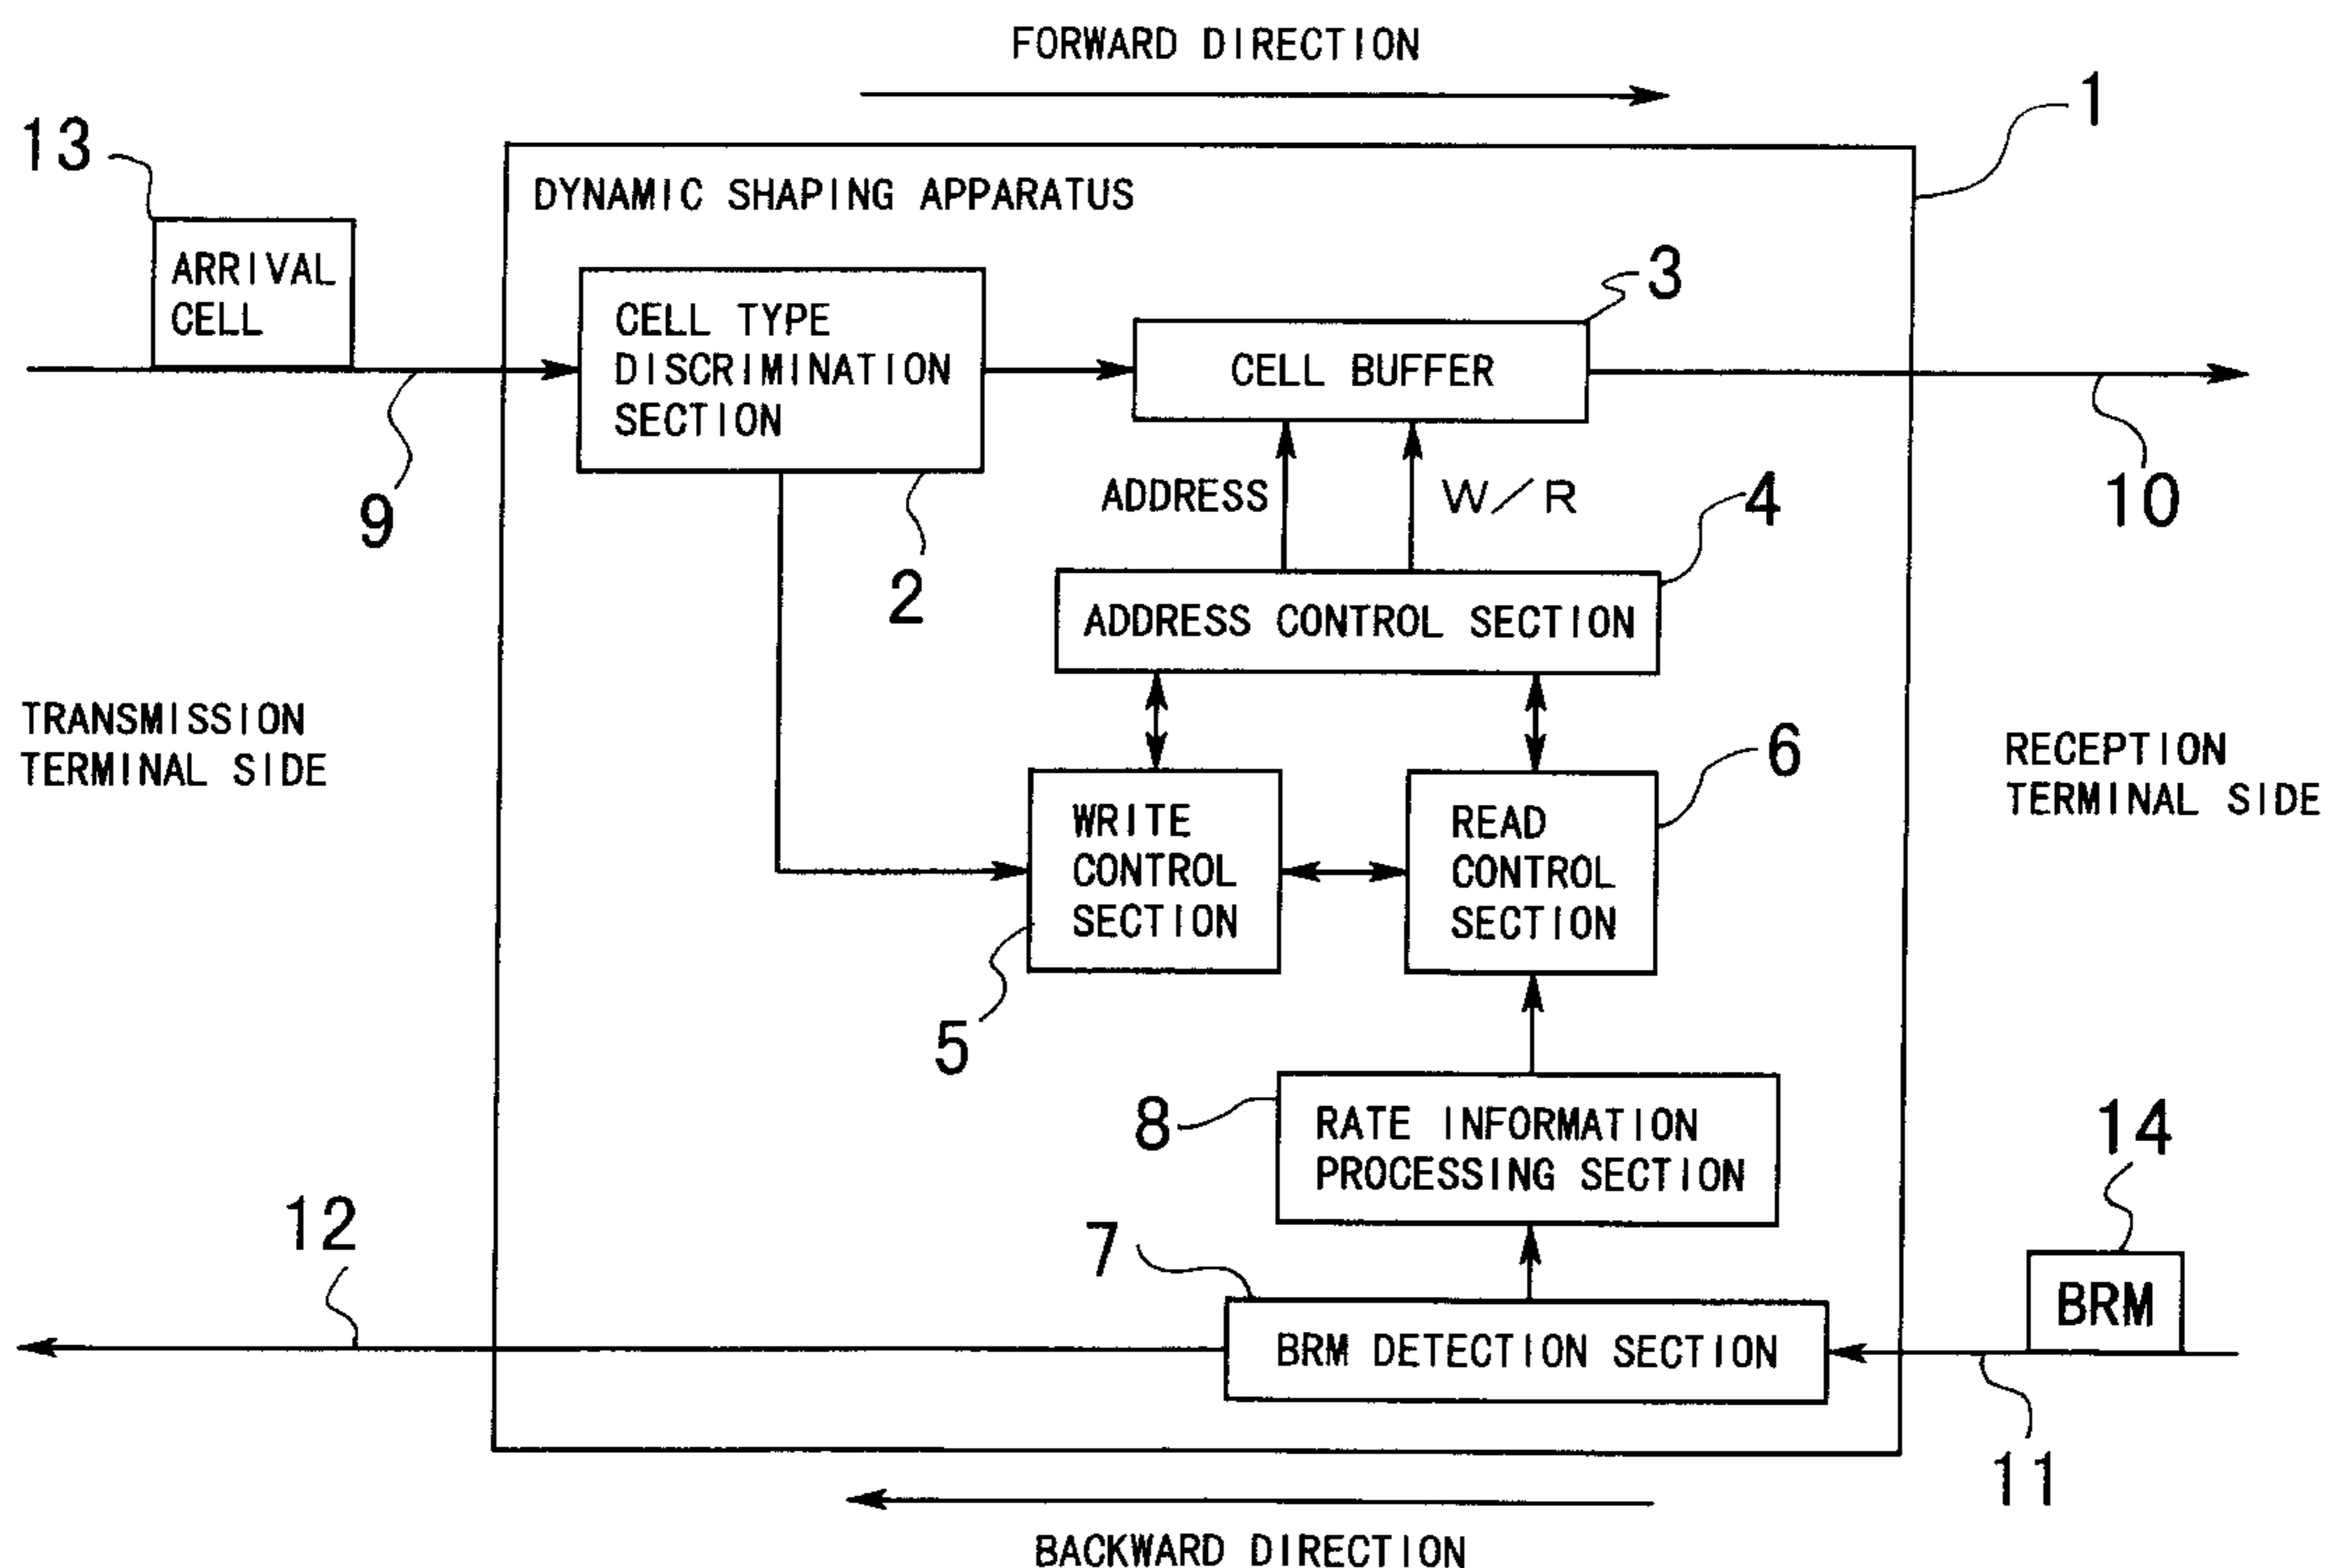 FORWARD DIRECTION
1
13
DYNAMIC SHAPING APPARATUS
ARRIVAL
CELL
CELL TYPE
DISCRIMINATION
SECTION
3
CELL BUFFER
9
2
ADDRESS
W/R
4
10
ADDRESS CONTROL SECTION
TRANSMISSION
TERMINAL SIDE
6
RECEPTION
TERMINAL SIDE
WRITE
CONTROL
SECTION
READ
CONTROL
SECTION
5
8
RATE INFORMATION
PROCESSING SECTION
14
12
7
BRM
BRM DETECTION SECTION
11
BACKWARD DIRECTION